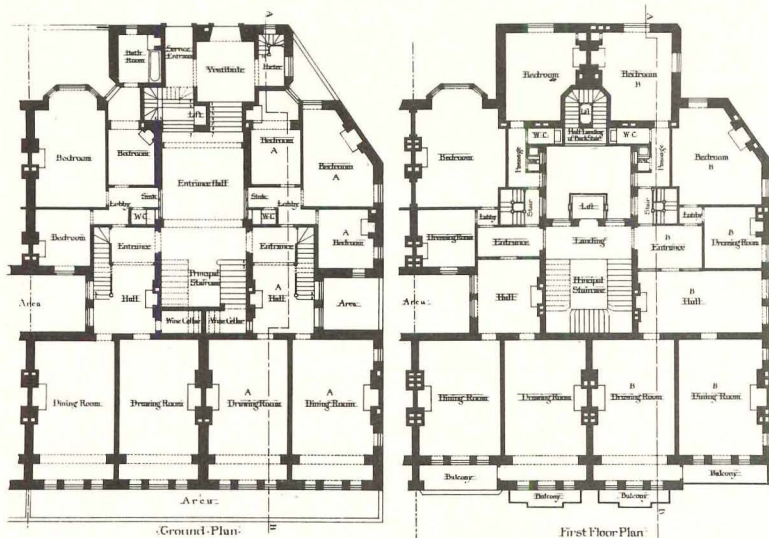 Bath Room
Service Entrance
Vestibule
Porter
Lift
Bedroom
Bedroom
Bedroom A
Bedroom A
Entrance Hall
Sink
Sink
Lobby
Lobby
W.C.
W.C.
Bedroom
Entrance
Entrance
A Bedroom
Principal Staircase
Area
Hall
A Hall
Area
Wine Cellar
Wine Cellar
Dining Room
Drawing Room
A Drawing Room
A Dining Room
Area
Ground Plan
A
Bedroom
Bedroom B
Lift
W.C.
Half Landing of Back Stair
W.C.
Bedroom
Passage
Passage
Bedroom B
Stair
Stair
Lift
Lobby
Lobby
Dressing Room
Entrance
Landing
B Entrance
B Dressing Room
Area
Hall
Principal Staircase
B Hall
Dining Room
Drawing Room
B Drawing Room
B Dining Room
Balcony
Balcony
Balcony
Balcony
First Floor Plan